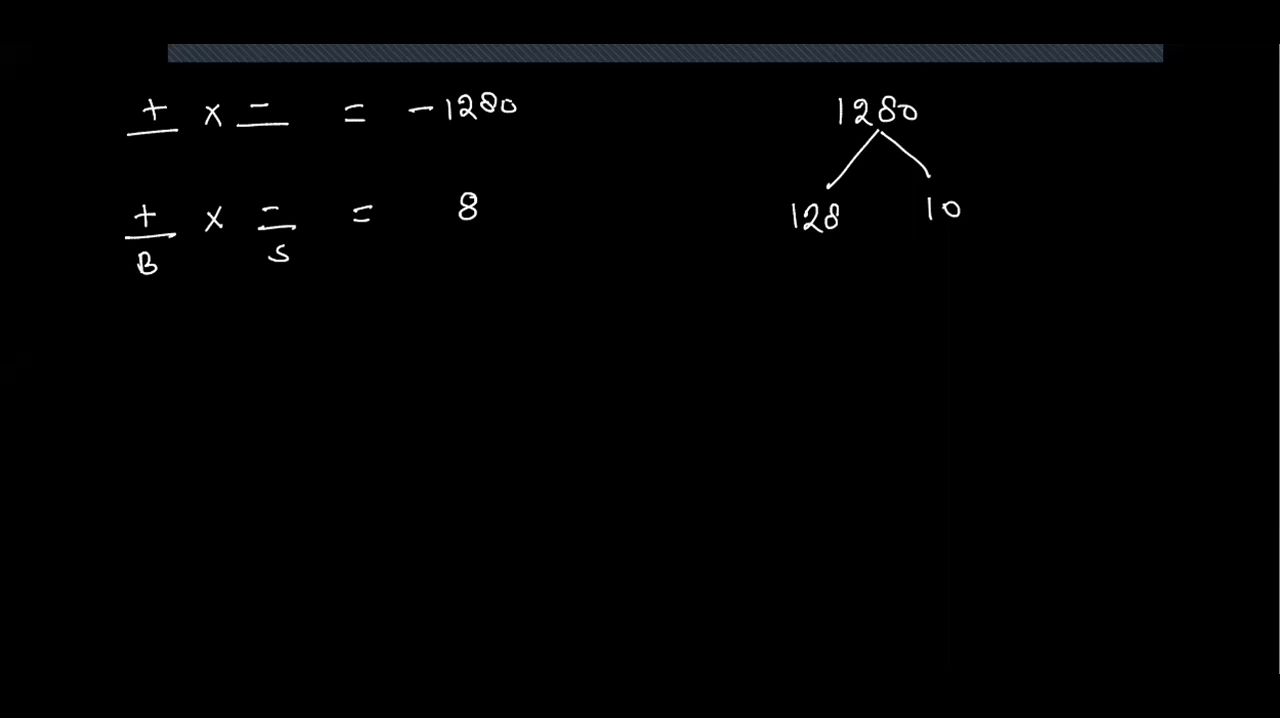 + × - = -1280
+ × - = 8
B S
1280
128 10